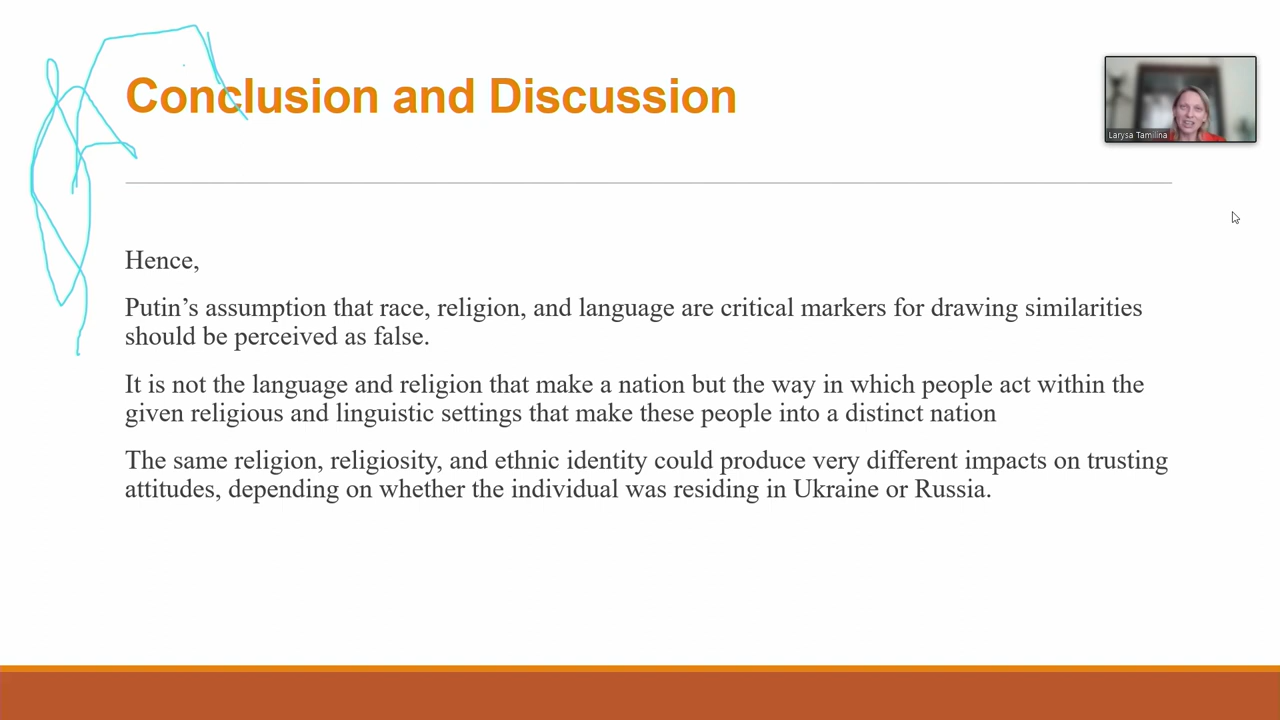 Conclusion and Discussion
Larysa Tamilina
Hence,
Putin’s assumption that race, religion, and language are critical markers for drawing similarities
should be perceived as false.
It is not the language and religion that make a nation but the way in which people act within the
given religious and linguistic settings that make these people into a distinct nation
The same religion, religiosity, and ethnic identity could produce very different impacts on trusting
attitudes, depending on whether the individual was residing in Ukraine or Russia.